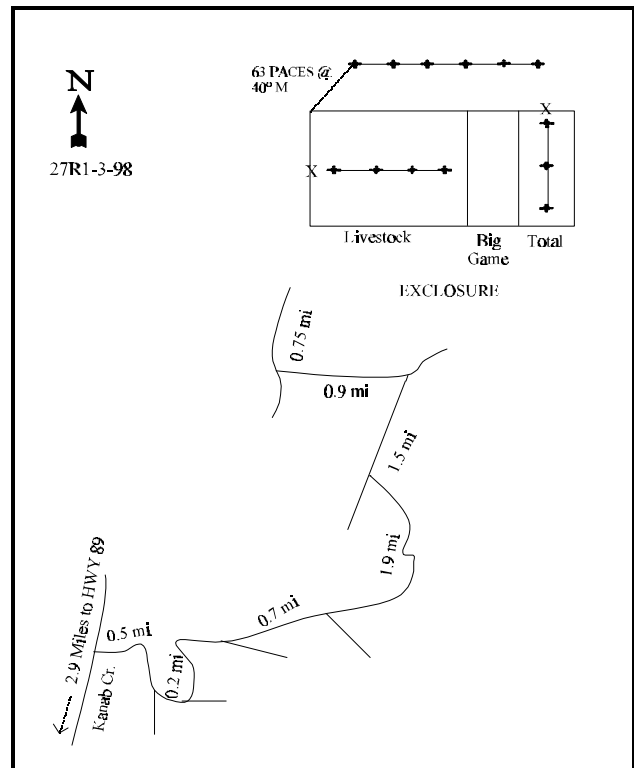 63 PACES @
40° M
N
27R1-3-98
X
X
Livestock
Big
Game
Total
EXCLOSURE
0.75 mi
0.9 mi
1.5 mi
1.9 mi
0.7 mi
0.5 mi
0.2 mi
2.9 Miles to HWY 89
Kanab Cr.